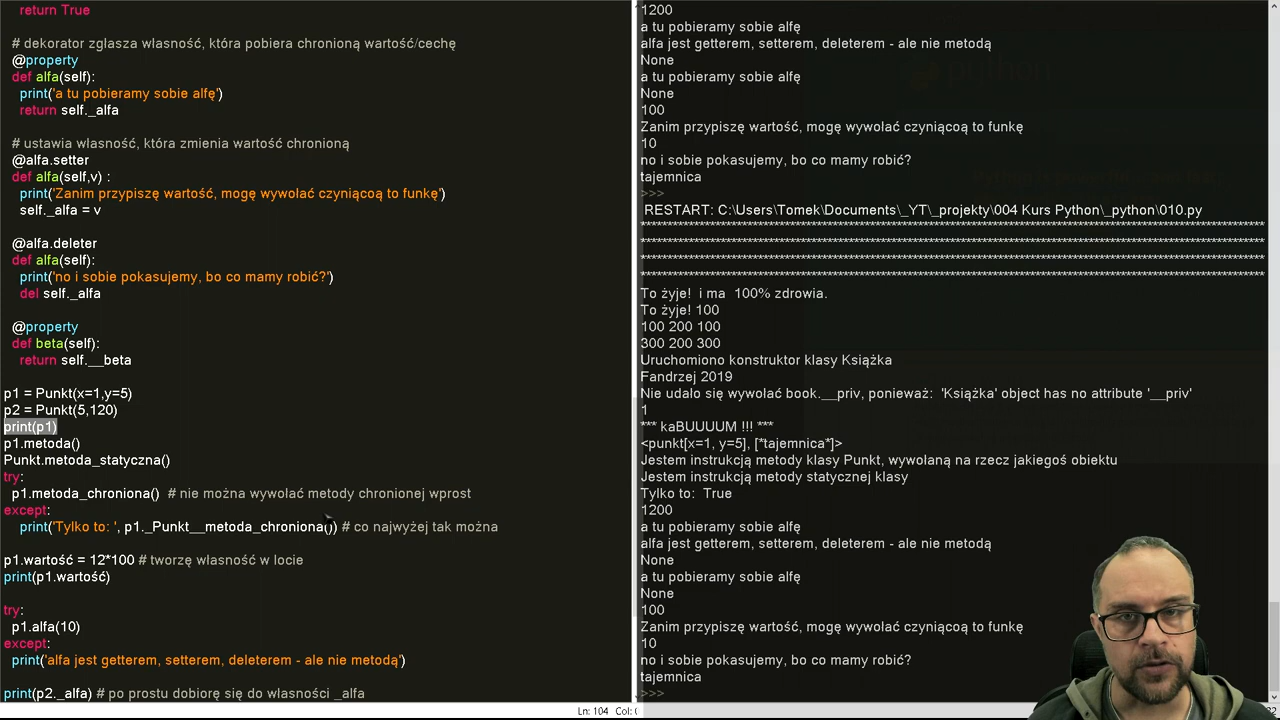 return True
# dekorator zgłasza własność, która pobiera chronioną wartość/cechę
@property
def alfa(self):
print('a tu pobieramy sobie alfę')
return self._alfa
# ustawia własność, która zmienia wartość chronioną
@alfa.setter
def alfa(self,v) :
print('Zanim przypiszę wartość, mogę wywołać czyniącoą to funkę')
self._alfa = v
@alfa.deleter
def alfa(self):
print('no i sobie pokasujemy, bo co mamy robić?')
del self._alfa
@property
def beta(self):
return self.__beta
p1 = Punkt(x=1,y=5)
p2 = Punkt(5,120)
print(p1)
p1.metoda()
Punkt.metoda_statyczna()
try:
p1.metoda_chroniona()  # nie można wywołać metody chronionej wprost
except:
print('Tylko to: ', p1._Punkt__metoda_chroniona()) # co najwyżej tak można
p1.wartość = 12*100 # tworzę własność w locie
print(p1.wartość)
try:
p1.alfa(10)
except:
print('alfa jest getterem, setterem, deleterem - ale nie metodą')
print(p2._alfa) # po prostu dobiorę się do własności _alfa
1200
a tu pobieramy sobie alfę
alfa jest getterem, setterem, deleterem - ale nie metodą
None
a tu pobieramy sobie alfę
None
100
Zanim przypiszę wartość, mogę wywołać czyniącoą to funkę
10
no i sobie pokasujemy, bo co mamy robić?
tajemnica
>>>
RESTART: C:\Users\Tomek\Documents\_YT\_projekty\004 Kurs Python\_python\010.py
To żyje!  i ma  100% zdrowia.
To żyje! 100
100 200 100
300 200 300
Uruchomiono konstruktor klasy Książka
Fandrzej 2019
Nie udało się wywołać book.__priv, ponieważ:  'Książka' object has no attribute '__priv'
1
*** kaBUUUUM !!! ***
<punkt[x=1, y=5], [*tajemnica*]>
Jestem instrukcją metody klasy Punkt, wywołaną na rzecz jakiegoś obiektu
Jestem instrukcją metody statycznej klasy
Tylko to:  True
1200
a tu pobieramy sobie alfę
alfa jest getterem, setterem, deleterem - ale nie metodą
None
a tu pobieramy sobie alfę
None
100
Zanim przypiszę wartość, mogę wywołać czyniącoą to funkę
10
no i sobie pokasujemy, bo co mamy robić?
tajemnica
>>>
Ln: 104 Col: